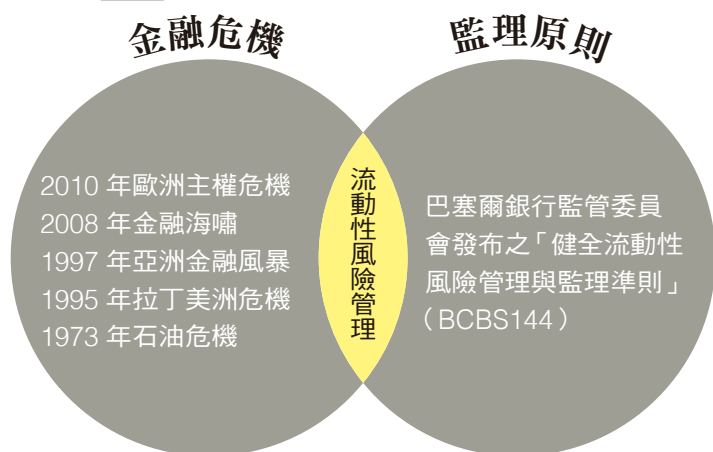 金融危機
監理原則
2010 年歐洲主權危機
2008 年金融海嘯
1997 年亞洲金融風暴
1995 年拉丁美洲危機
1973 年石油危機
流動性風險管理
巴塞爾銀行監管委員
會發布之「健全流動性
風險管理與監理準則」
（BCBS144）